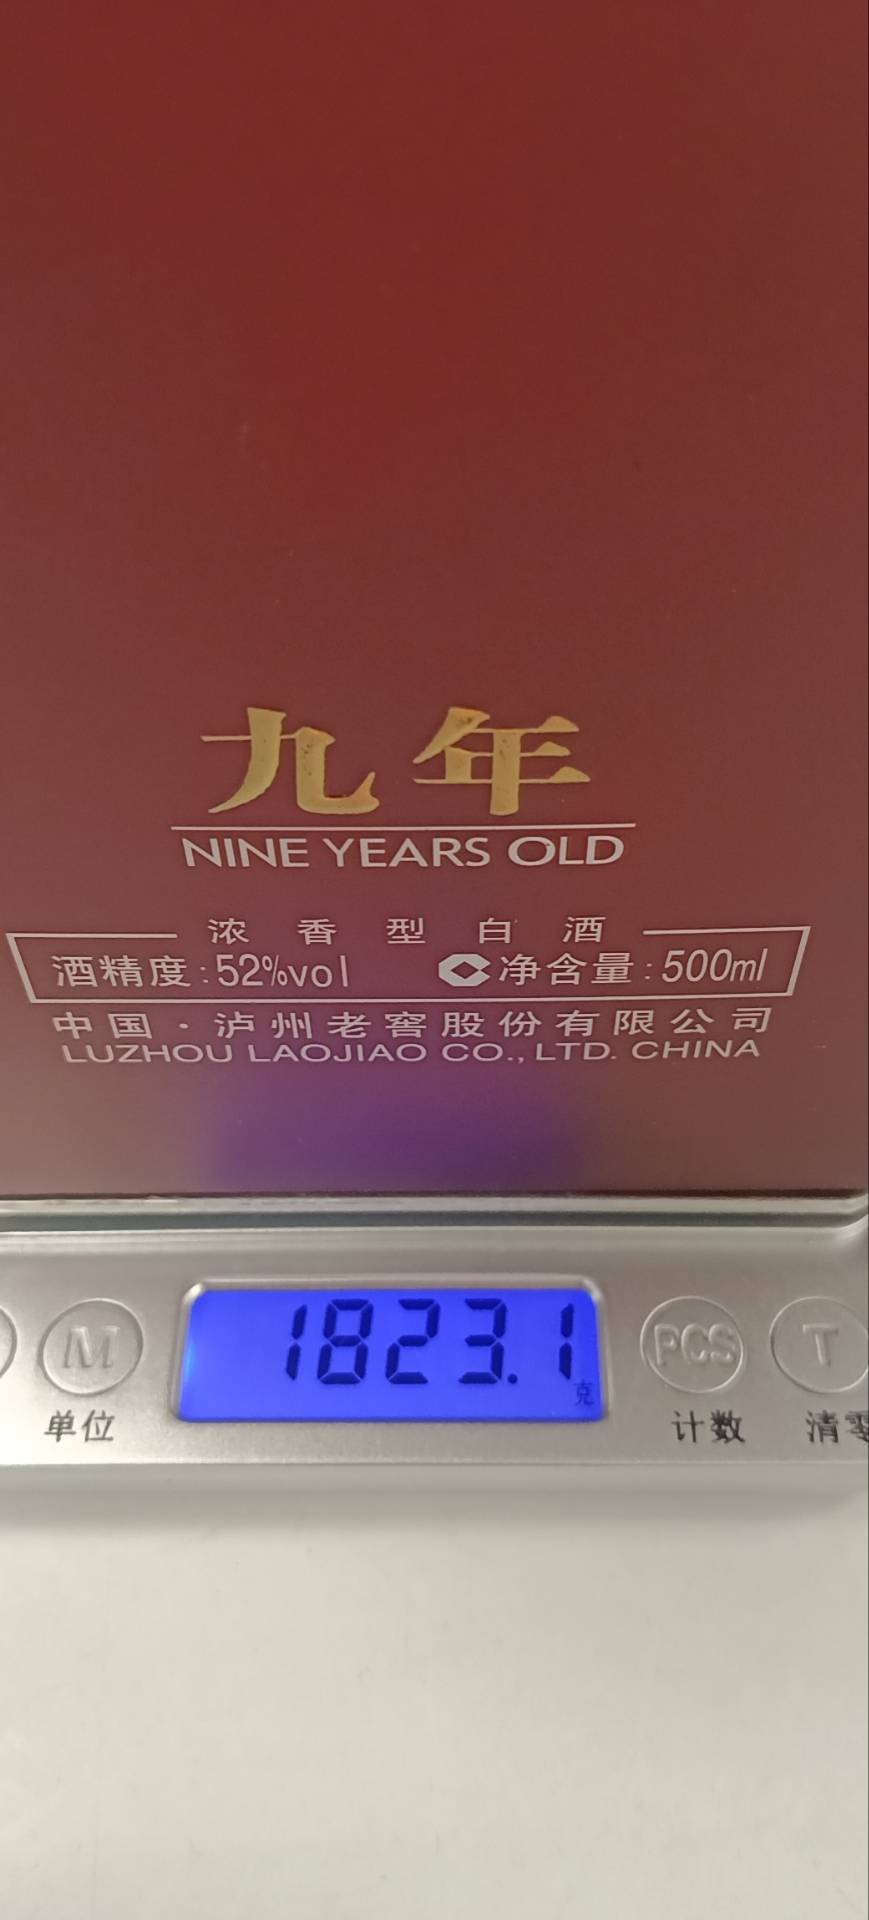 九年
NINE YEARS OLD
浓香型白酒
酒精度:52%vol 净含量:500ml
中国·泸州老窖股份有限公司
LUZHOU LAOJIAO CO., LTD. CHINA
1823.1
克
M PCS T
单位 计数 清零